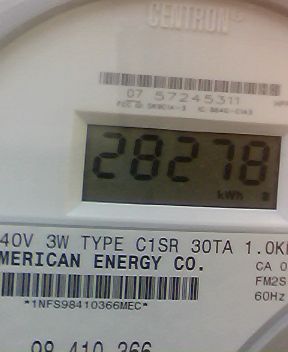 CENTRON
07 57245311
28278
kWh
40V 3W TYPE C1SR 30TA 1.0K
MERICAN ENERGY CO.
CA 0
FM2S
60Hz
*1NFS98410366MEC*
98 410 366